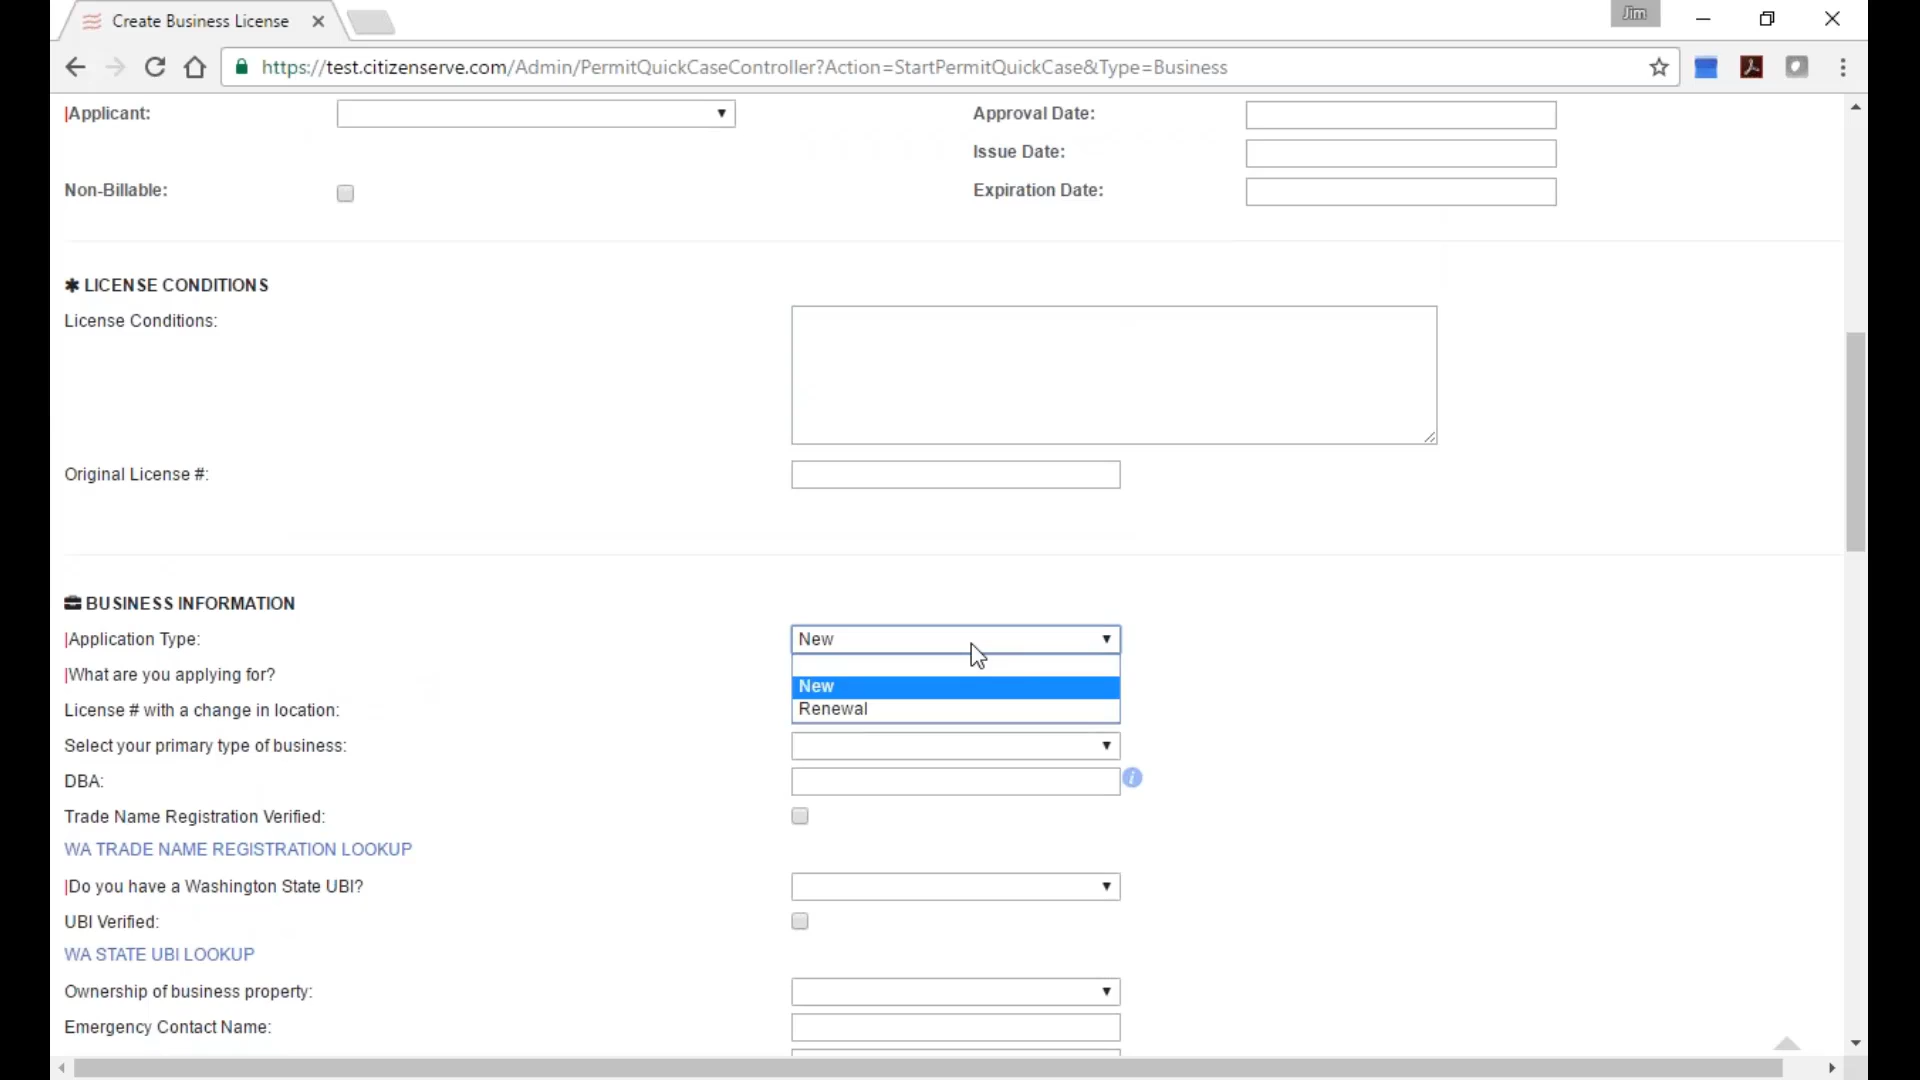 Create Business License
Jim
https://test.citizenserve.com/Admin/PermitQuickCaseController?Action=StartPermitQuickCase&Type=Business
|Applicant:
Approval Date:
Issue Date:
Non-Billable:
Expiration Date:
✱ LICENSE CONDITIONS
License Conditions:
Original License #:
BUSINESS INFORMATION
|Application Type:
New
|What are you applying for?
New
License # with a change in location:
Renewal
Select your primary type of business:
DBA:
i
Trade Name Registration Verified:
WA TRADE NAME REGISTRATION LOOKUP
|Do you have a Washington State UBI?
UBI Verified:
WA STATE UBI LOOKUP
Ownership of business property:
Emergency Contact Name: